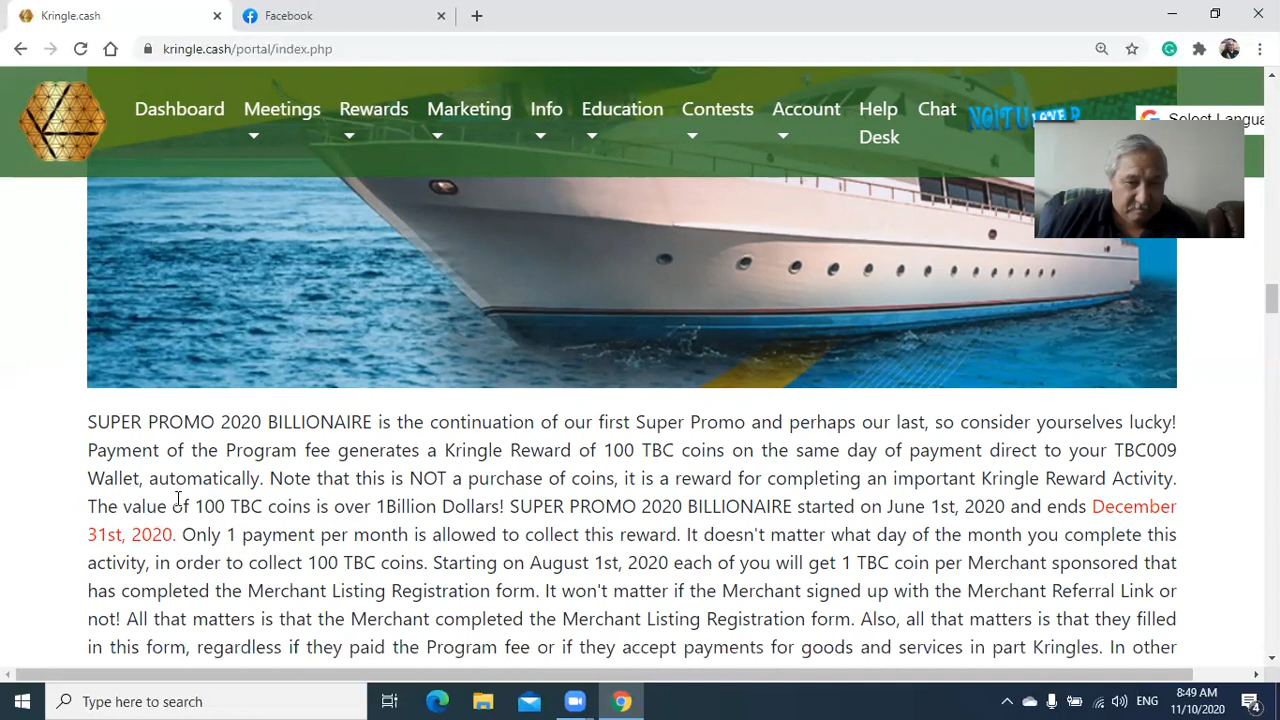 Kringle.cash
Facebook
kringle.cash/portal/index.php
Dashboard Meetings Rewards Marketing Info Education Contests Account Help Desk Chat
Select Langua
SUPER PROMO 2020 BILLIONAIRE is the continuation of our first Super Promo and perhaps our last, so consider yourselves lucky!
Payment of the Program fee generates a Kringle Reward of 100 TBC coins on the same day of payment direct to your TBC009
Wallet, automatically. Note that this is NOT a purchase of coins, it is a reward for completing an important Kringle Reward Activity.
The value of 100 TBC coins is over 1Billion Dollars! SUPER PROMO 2020 BILLIONAIRE started on June 1st, 2020 and ends December
31st, 2020. Only 1 payment per month is allowed to collect this reward. It doesn't matter what day of the month you complete this
activity, in order to collect 100 TBC coins. Starting on August 1st, 2020 each of you will get 1 TBC coin per Merchant sponsored that
has completed the Merchant Listing Registration form. It won't matter if the Merchant signed up with the Merchant Referral Link or
not! All that matters is that the Merchant completed the Merchant Listing Registration form. Also, all that matters is that they filled
in this form, regardless if they paid the Program fee or if they accept payments for goods and services in part Kringles. In other
Type here to search
ENG
8:49 AM
11/10/2020
4